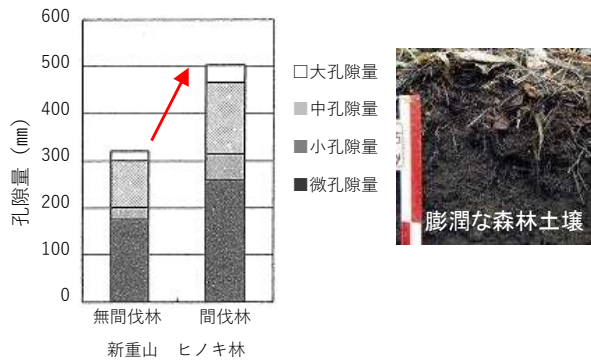 600
500
400
300
200
100
0
孔隙量(㎜)
無間伐林 間伐林
新重山 ヒノキ林
□大孔隙量
■中孔隙量
■小孔隙量
■微孔隙量
膨潤な森林土壌